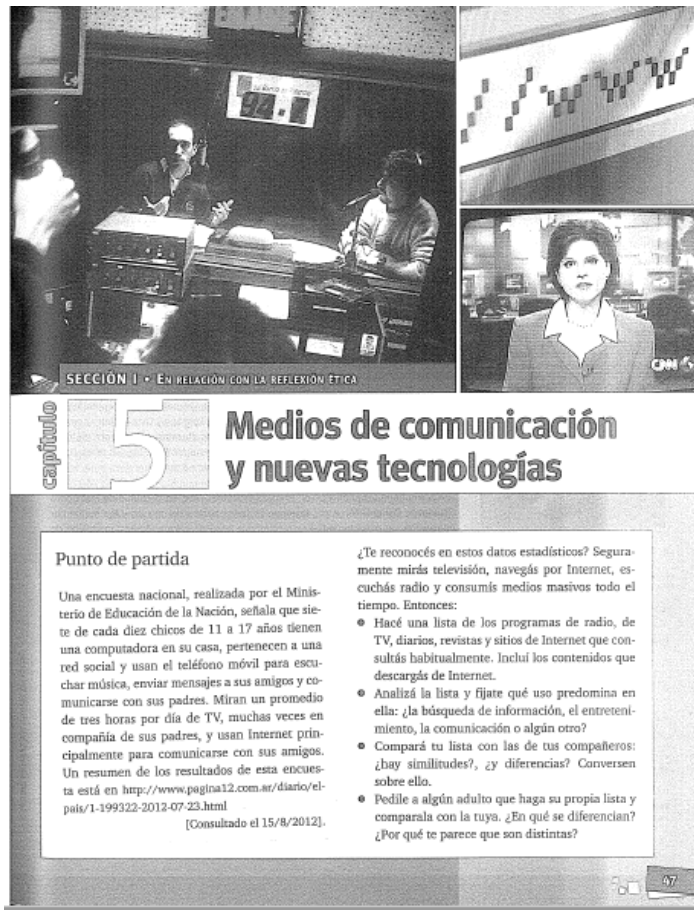 94.7
CNN
SECCIÓN I • EN RELACIÓN CON LA REFLEXIÓN ÉTICA
capítulo
5
Medios de comunicación
y nuevas tecnologías
Punto de partida
Una encuesta nacional, realizada por el Minis-
terio de Educación de la Nación, señala que sie-
te de cada diez chicos de 11 a 17 años tienen
una computadora en su casa, pertenecen a una
red social y usan el teléfono móvil para escu-
char música, enviar mensajes a sus amigos y co-
municarse con sus padres. Miran un promedio
de tres horas por día de TV, muchas veces en
compañía de sus padres, y usan Internet prin-
cipalmente para comunicarse con sus amigos.
Un resumen de los resultados de esta encues-
ta está en http://www.pagina12.com.ar/diario/el-
pais/1-199322-2012-07-23.html
[Consultado el 15/8/2012].
¿Te reconocés en estos datos estadísticos? Segura-
mente mirás televisión, navegás por Internet, es-
cuchás radio y consumís medios masivos todo el
tiempo. Entonces:
Hacé una lista de los programas de radio, de
TV, diarios, revistas y sitios de Internet que con-
sultás habitualmente. Incluí los contenidos que
descargás de Internet.
Analizá la lista y fijate qué uso predomina en
ella: ¿la búsqueda de información, el entreteni-
miento, la comunicación o algún otro?
Compará tu lista con las de tus compañeros:
¿hay similitudes?, ¿y diferencias? Conversen
sobre ello.
Pedile a algún adulto que haga su propia lista y
comparala con la tuya. ¿En qué se diferencian?
¿Por qué te parece que son distintas?
47